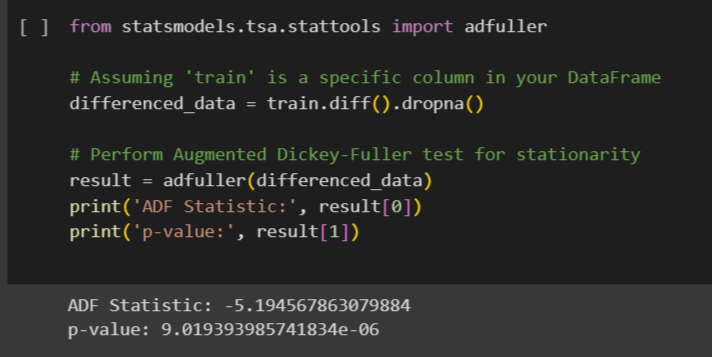 [ ] from statsmodels.tsa.stattools import adfuller
# Assuming 'train' is a specific column in your DataFrame
differenced_data = train.diff().dropna()
# Perform Augmented Dickey-Fuller test for stationarity
result = adfuller(differenced_data)
print('ADF Statistic:', result[0])
print('p-value:', result[1])
ADF Statistic: -5.194567863079884
p-value: 9.019393985741834e-06